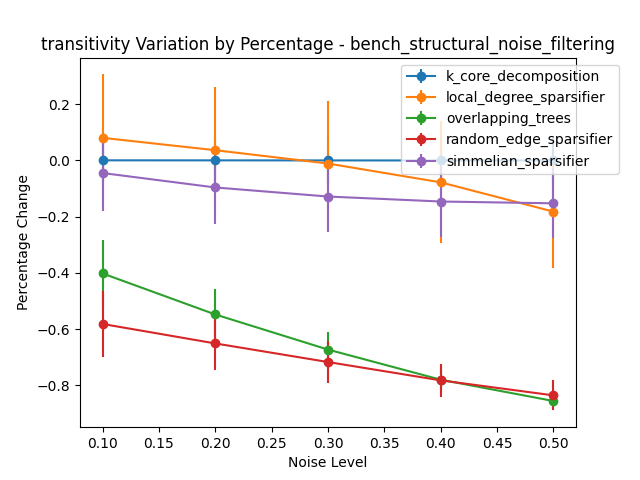 transitivity Variation by Percentage - bench_structural_noise_filtering
k_core_decomposition
local_degree_sparsifier
overlapping_trees
random_edge_sparsifier
simmelian_sparsifier
Percentage Change
0.2
0.0
−0.2
−0.4
−0.6
−0.8
0.10 0.15 0.20 0.25 0.30 0.35 0.40 0.45 0.50
Noise Level